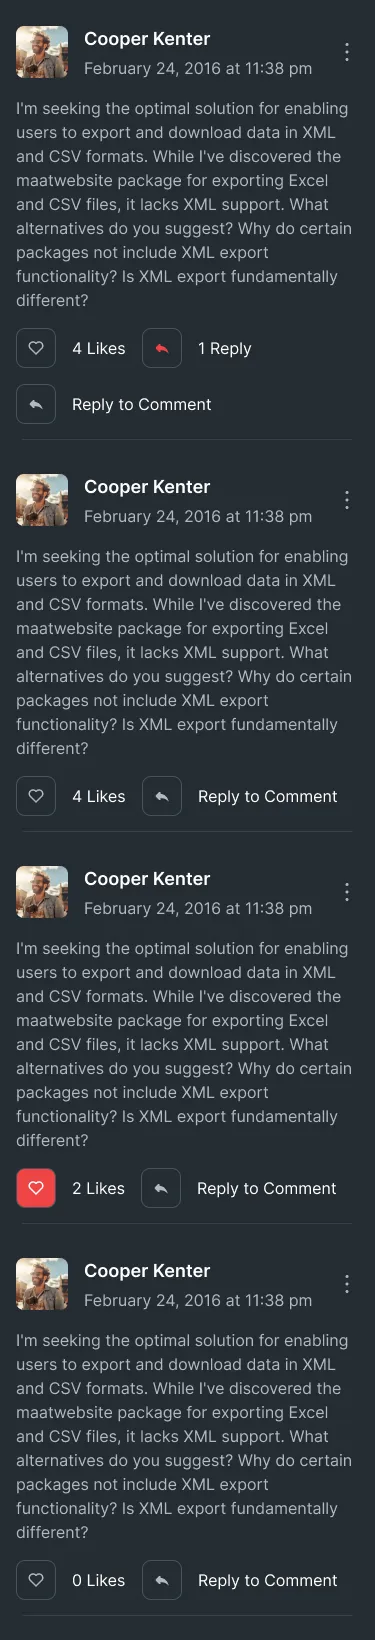 Cooper Kenter
February 24, 2016 at 11:38 pm
I'm seeking the optimal solution for enabling
users to export and download data in XML
and CSV formats. While I've discovered the
maatwebsite package for exporting Excel
and CSV files, it lacks XML support. What
alternatives do you suggest? Why do certain
packages not include XML export
functionality? Is XML export fundamentally
different?
4 Likes 1 Reply
Reply to Comment
Cooper Kenter
February 24, 2016 at 11:38 pm
I'm seeking the optimal solution for enabling
users to export and download data in XML
and CSV formats. While I've discovered the
maatwebsite package for exporting Excel
and CSV files, it lacks XML support. What
alternatives do you suggest? Why do certain
packages not include XML export
functionality? Is XML export fundamentally
different?
4 Likes Reply to Comment
Cooper Kenter
February 24, 2016 at 11:38 pm
I'm seeking the optimal solution for enabling
users to export and download data in XML
and CSV formats. While I've discovered the
maatwebsite package for exporting Excel
and CSV files, it lacks XML support. What
alternatives do you suggest? Why do certain
packages not include XML export
functionality? Is XML export fundamentally
different?
2 Likes Reply to Comment
Cooper Kenter
February 24, 2016 at 11:38 pm
I'm seeking the optimal solution for enabling
users to export and download data in XML
and CSV formats. While I've discovered the
maatwebsite package for exporting Excel
and CSV files, it lacks XML support. What
alternatives do you suggest? Why do certain
packages not include XML export
functionality? Is XML export fundamentally
different?
0 Likes Reply to Comment